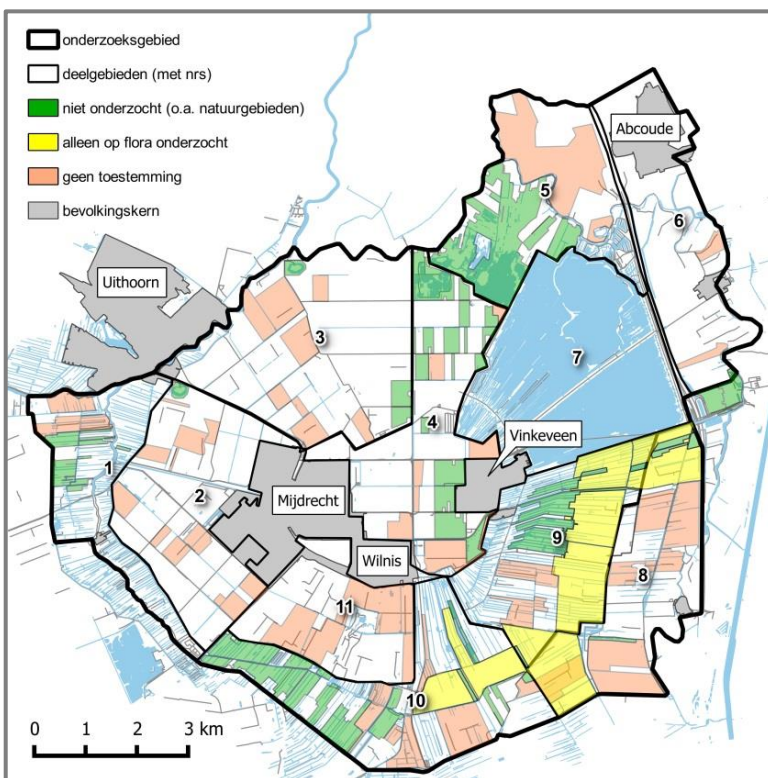 onderzoeksgebied
deelgebieden (met nrs)
niet onderzocht (o.a. natuurgebieden)
alleen op flora onderzocht
geen toestemming
bevolkingskern
Abcoude
5
6
Uithoorn
3
7
4
Vinkeveen
1
2
Mijdrecht
9
Wilnis
8
11
10
0 1 2 3 km